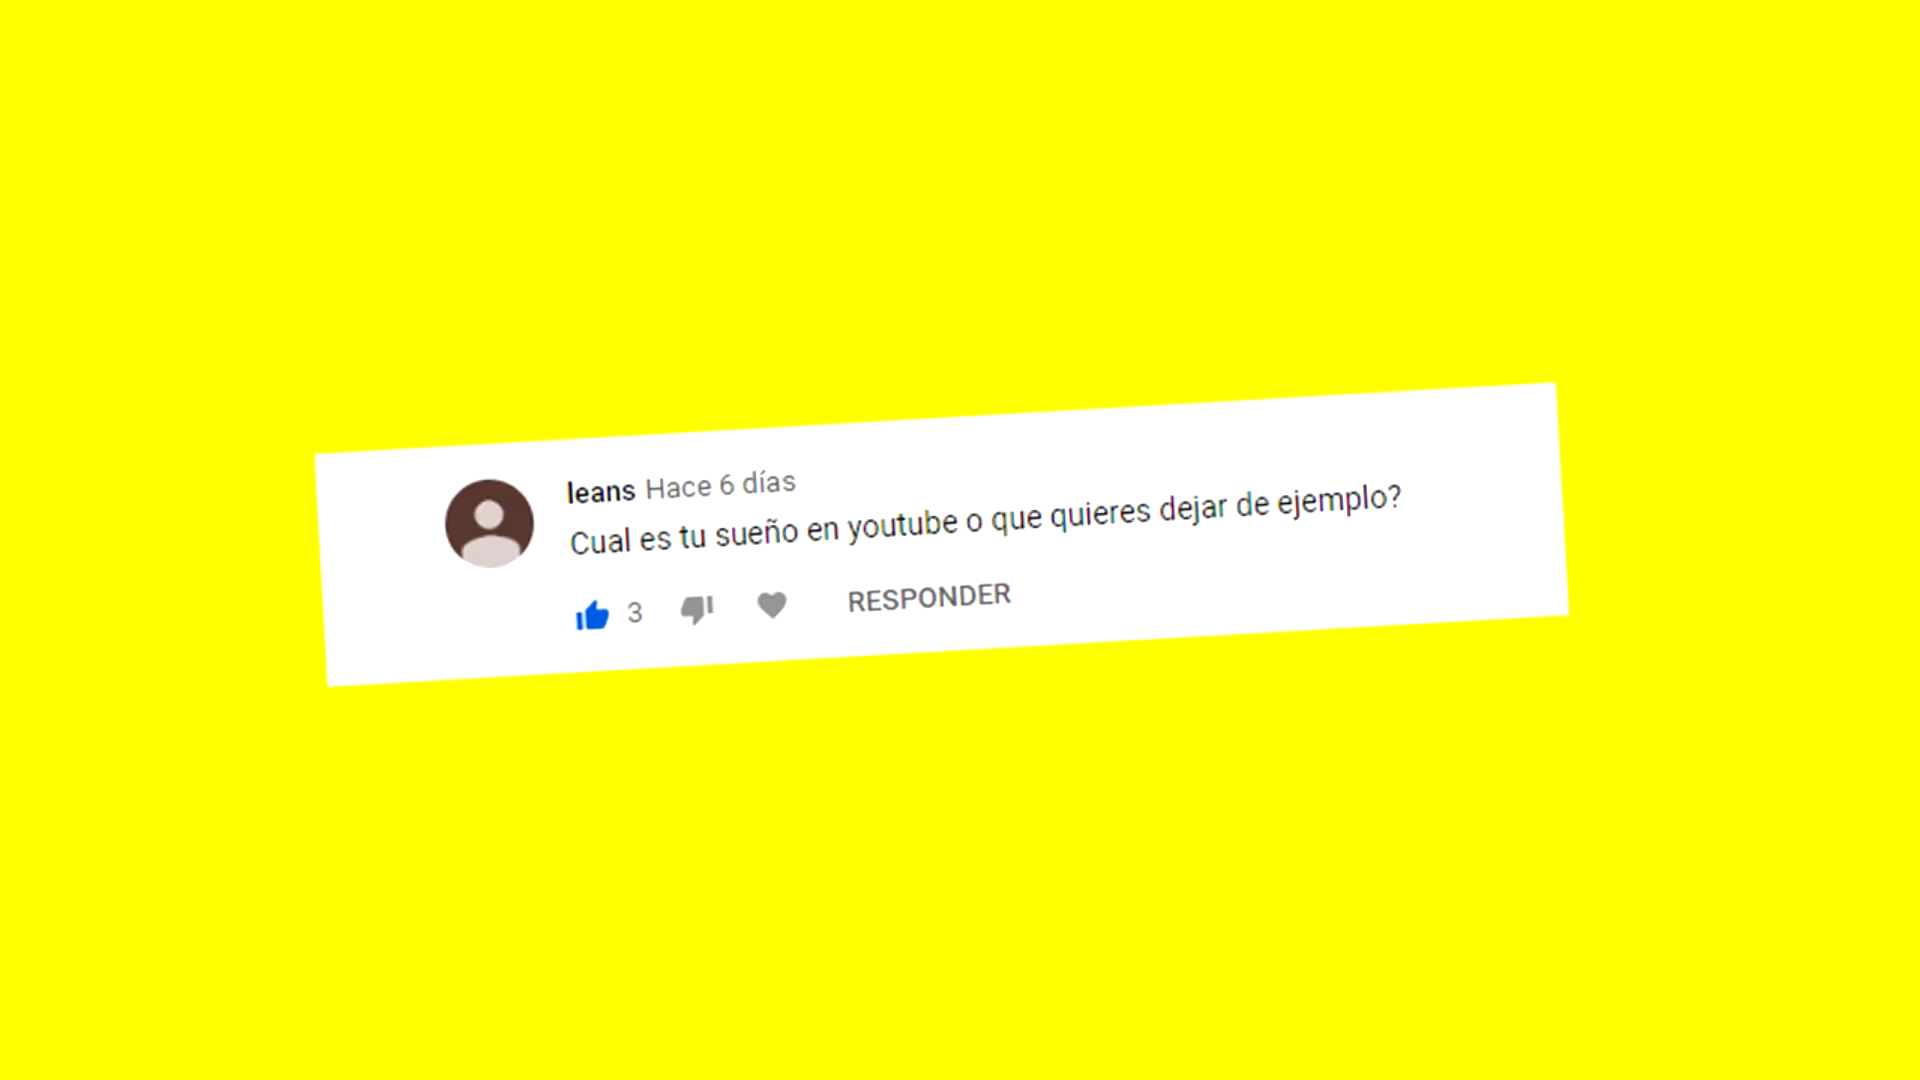 leans Hace 6 días
Cual es tu sueño en youtube o que quieres dejar de ejemplo?
3 RESPONDER